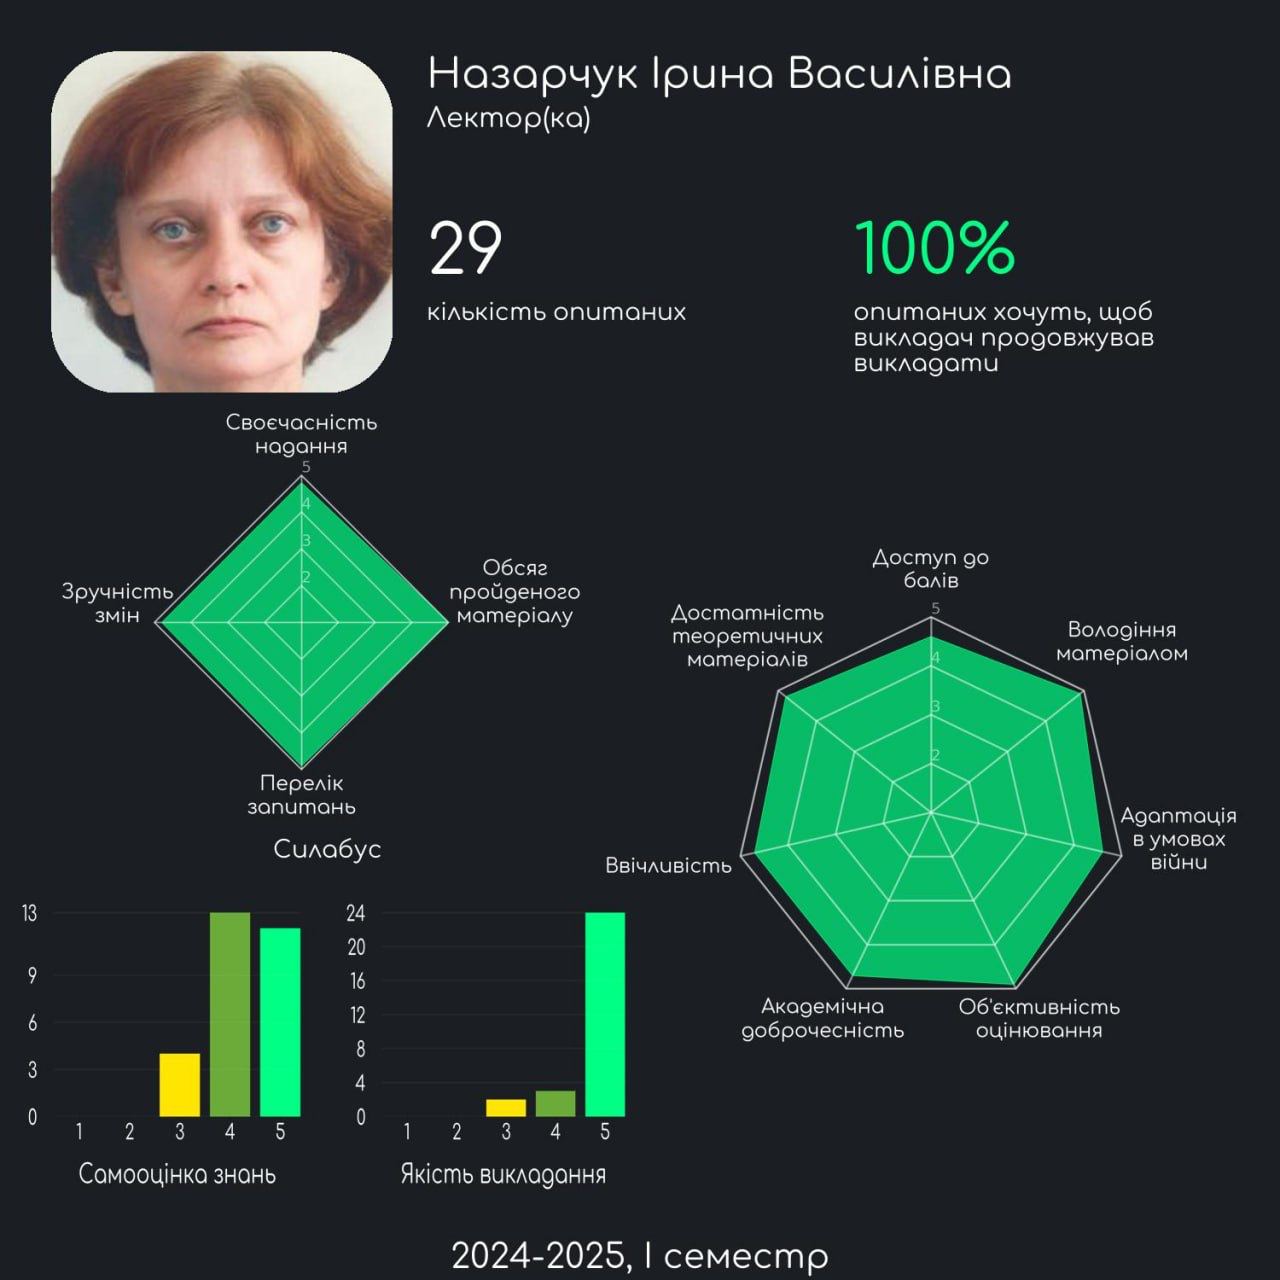 Назарчук Ірина Василівна
Лектор(ка)
29
кількість опитаних
100%
опитаних хочуть, щоб
викладач продовжував
викладати
Своєчасність
надання
5
4
3
2
Обсяг
пройденого
матеріалу
Зручність
змін
Перелік
запитань
Силабус
Доступ до
балів
5
4
3
2
Володіння
матеріалом
Достатність
теоретичних
матеріалів
Адаптація
в умовах
війни
Ввічливість
Академічна
доброчесність
Об'єктивність
оцінювання
13
9
6
3
0
1 2 3 4 5
Самооцінка знань
24
20
16
12
8
4
0
1 2 3 4 5
Якість викладання
2024-2025, І семестр